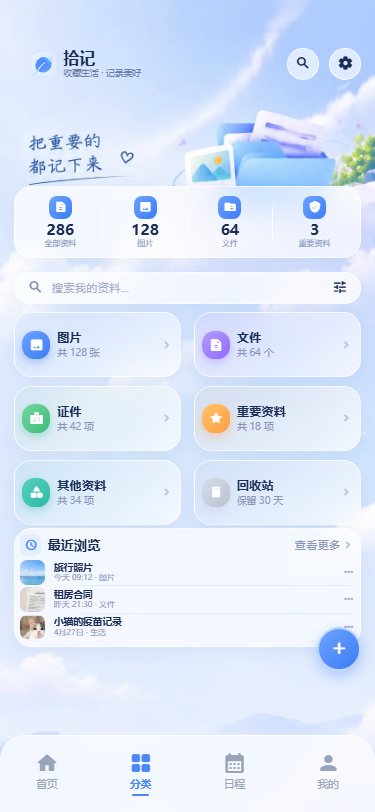 拾记
收藏生活 · 记录美好
把重要的
都记下来
286
全部资料
128
图片
64
文件
3
重要资料
搜索我的资料...
图片
共 128 张
文件
共 64 个
证件
共 42 项
重要资料
共 18 项
其他资料
共 34 项
回收站
保留 30 天
最近浏览
查看更多
旅行照片
今天 09:12 · 图片
租房合同
昨天 21:30 · 文件
小猫的疫苗记录
4月27日 · 生活
首页
分类
日程
我的